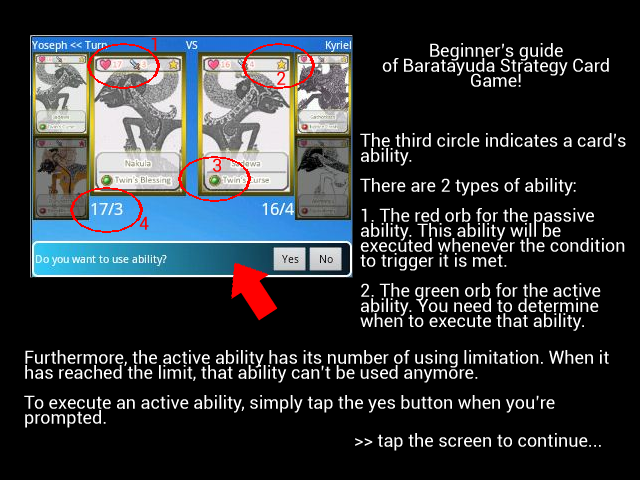 Yoseph << Turn
1
VS
Kyriel
17
3
16
4
2
Nakula
Sadewa
3
Twin's Blessing
Twin's Curse
17/3
4
16/4
Do you want to use ability?
Yes
No
Beginner's guide
of Baratayuda Strategy Card
Game!
The third circle indicates a card's
ability.
There are 2 types of ability:
1. The red orb for the passive
ability. This ability will be
executed whenever the condition
to trigger it is met.
2. The green orb for the active
ability. You need to determine
when to execute that ability.
Furthermore, the active ability has its number of using limitation. When it
has reached the limit, that ability can't be used anymore.
To execute an active ability, simply tap the yes button when you're
prompted.
>> tap the screen to continue...